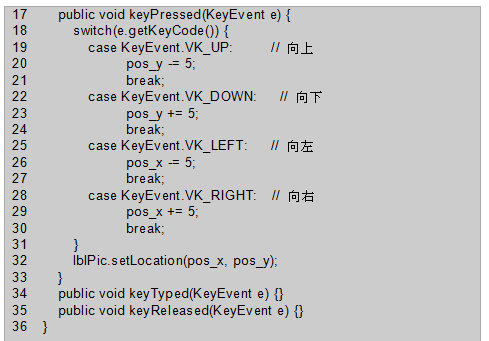 17 public void keyPressed(KeyEvent e) {
18 switch(e.getKeyCode()) {
19 case KeyEvent.VK_UP: // 向上
20 pos_y -= 5;
21 break;
22 case KeyEvent.VK_DOWN: // 向下
23 pos_y += 5;
24 break;
25 case KeyEvent.VK_LEFT: // 向左
26 pos_x -= 5;
27 break;
28 case KeyEvent.VK_RIGHT: // 向右
29 pos_x += 5;
30 break;
31 }
32 lblPic.setLocation(pos_x, pos_y);
33 }
34 public void keyTyped(KeyEvent e) {}
35 public void keyReleased(KeyEvent e) {}
36 }